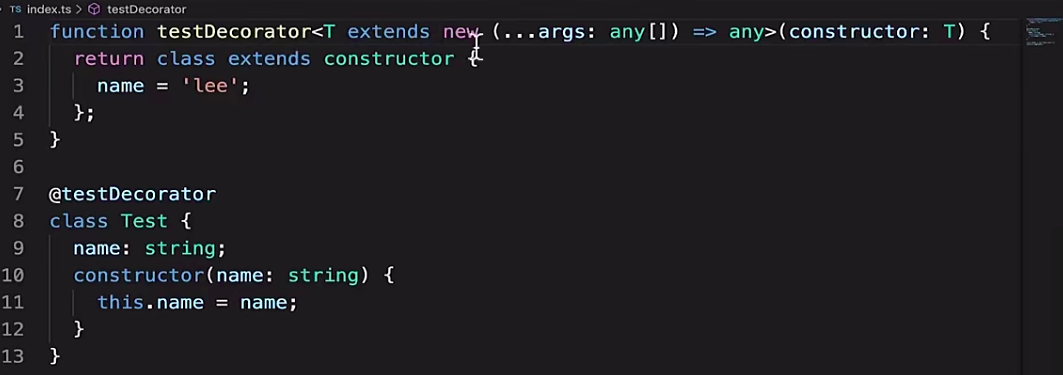 TS index.ts > testDecorator
1 function testDecorator<T extends new (...args: any[]) => any>(constructor: T) {
2   return class extends constructor {
3     name = 'lee';
4   };
5 }
6
7 @testDecorator
8 class Test {
9   name: string;
10   constructor(name: string) {
11     this.name = name;
12   }
13 }